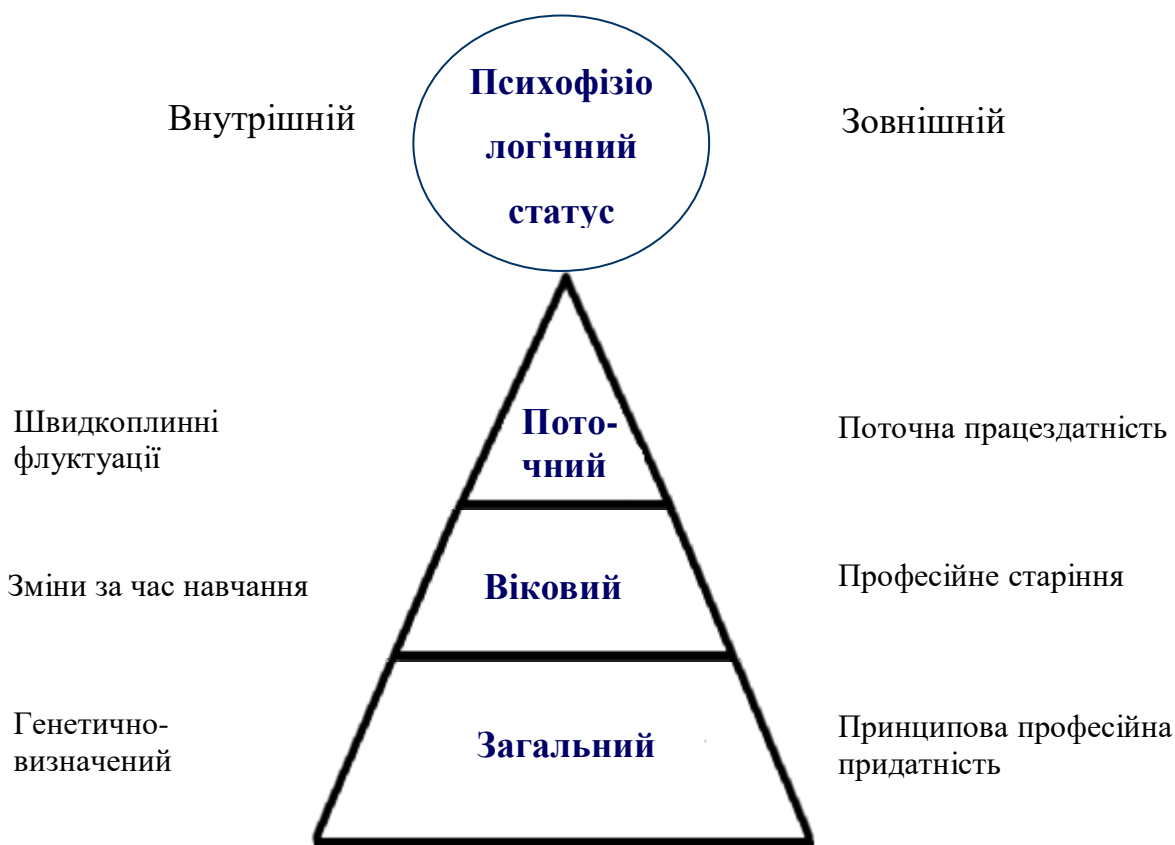 Внутрішній
Психофізіо
логічний
статус
Зовнішній
Швидкоплинні
флуктуації
Пото-
чний
Поточна працездатність
Зміни за час навчання
Віковий
Професійне старіння
Генетично-
визначений
Загальний
Принципова професійна
придатність